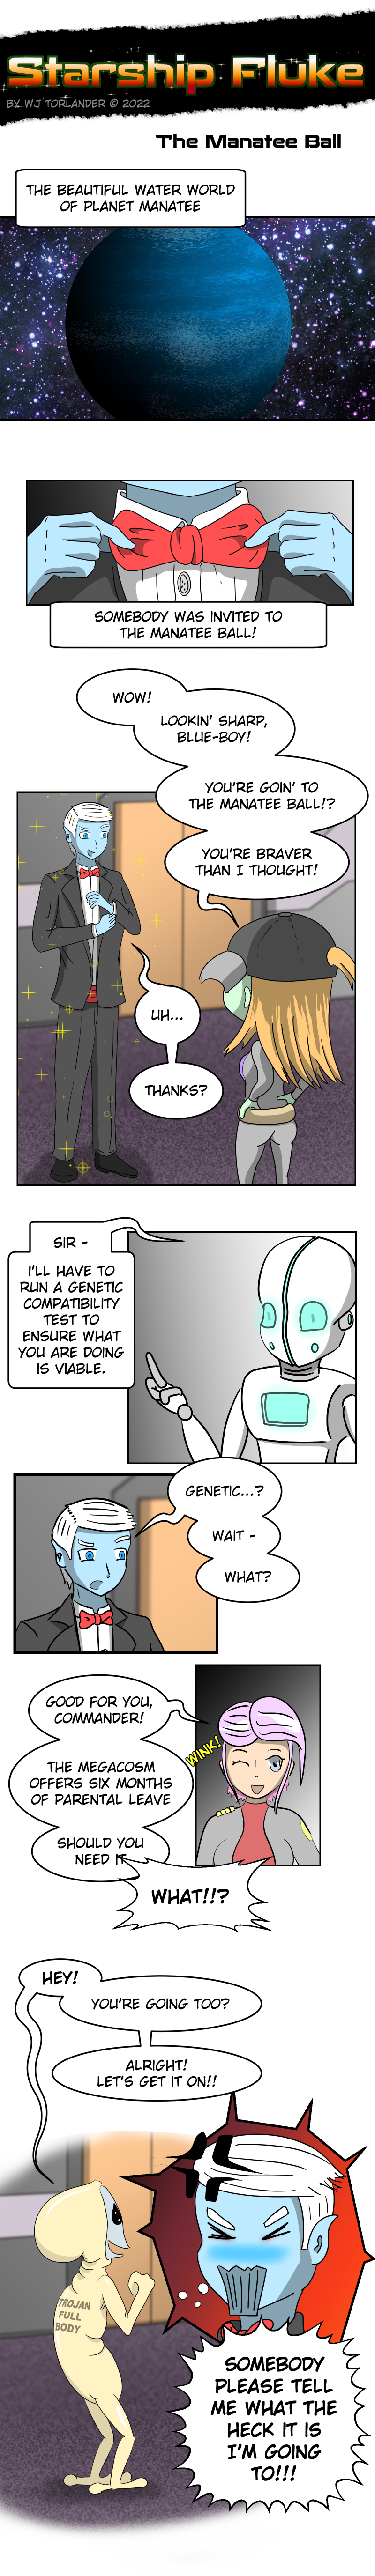 Starship Fluke
BY WJ TORLANDER © 2022
The Manatee Ball
THE BEAUTIFUL WATER WORLD
OF PLANET MANATEE
SOMEBODY WAS INVITED TO
THE MANATEE BALL!
WOW!
LOOKIN' SHARP,
BLUE-BOY!
YOU'RE GOIN' TO
THE MANATEE BALL!?
YOU'RE BRAVER
THAN I THOUGHT!
UH...
THANKS?
SIR -
I'LL HAVE TO
RUN A GENETIC
COMPATIBILITY
TEST TO
ENSURE WHAT
YOU ARE DOING
IS VIABLE.
GENETIC...?
WAIT -
WHAT?
GOOD FOR YOU,
COMMANDER!
WINK!
THE MEGACOSM
OFFERS SIX MONTHS
OF PARENTAL LEAVE
SHOULD YOU
NEED IT
WHAT!!?
HEY!
YOU'RE GOING TOO?
ALRIGHT!
LET'S GET IT ON!!
TROJAN
FULL
BODY
SOMEBODY
PLEASE TELL
ME WHAT THE
HECK IT IS
I'M GOING
TO!!!